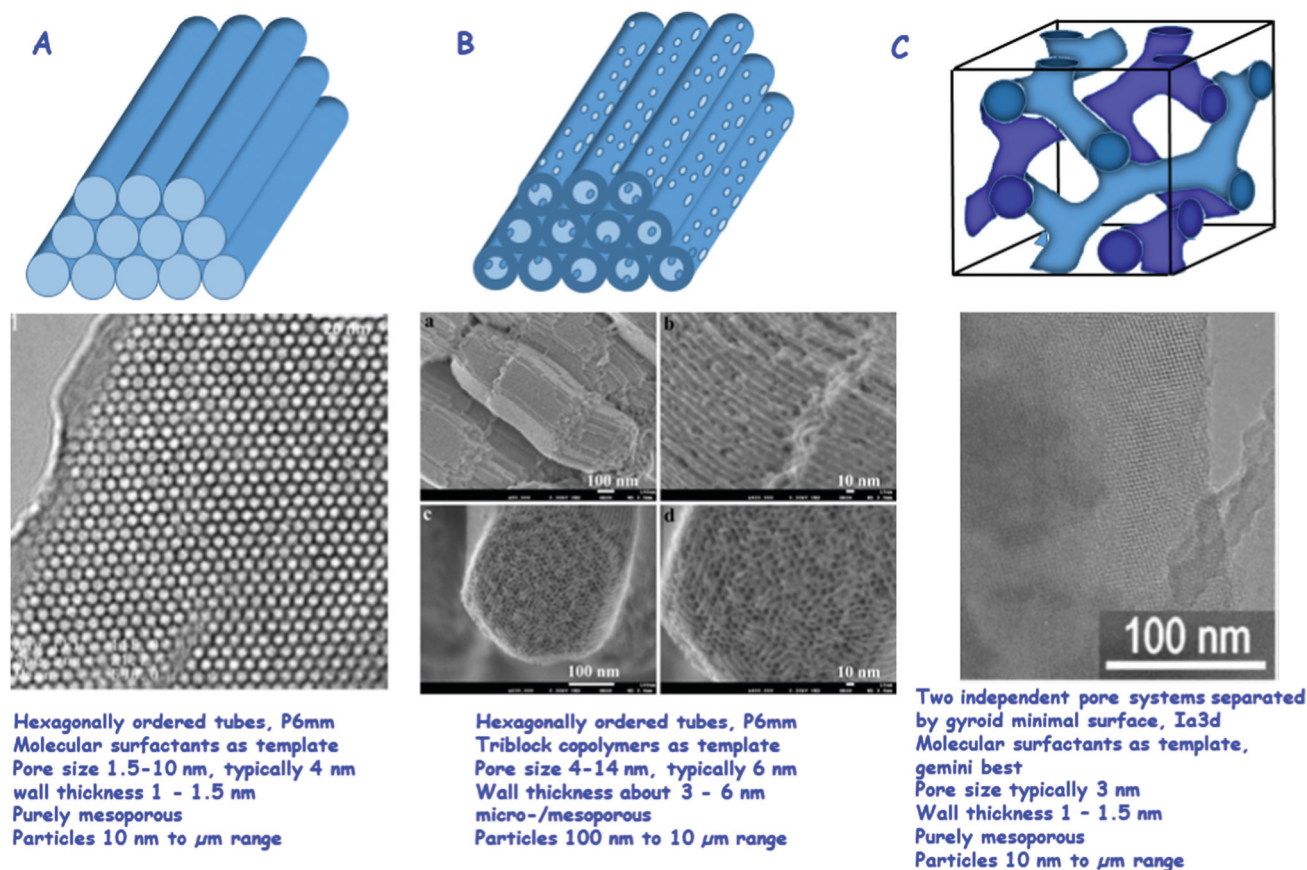 A
B
C
20 nm
a
b
100 nm
10 nm
c
d
100 nm
10 nm
100 nm
Hexagonally ordered tubes, P6mm
Molecular surfactants as template
Pore size 1.5-10 nm, typically 4 nm
wall thickness 1 - 1.5 nm
Purely mesoporous
Particles 10 nm to µm range
Hexagonally ordered tubes, P6mm
Triblock copolymers as template
Pore size 4-14 nm, typically 6 nm
Wall thickness about 3 - 6 nm
micro-/mesoporous
Particles 100 nm to 10 µm range
Two independent pore systems separated
by gyroid minimal surface, Ia3d
Molecular surfactants as template,
gemini best
Pore size typically 3 nm
Wall thickness 1 - 1.5 nm
Purely mesoporous
Particles 10 nm to µm range